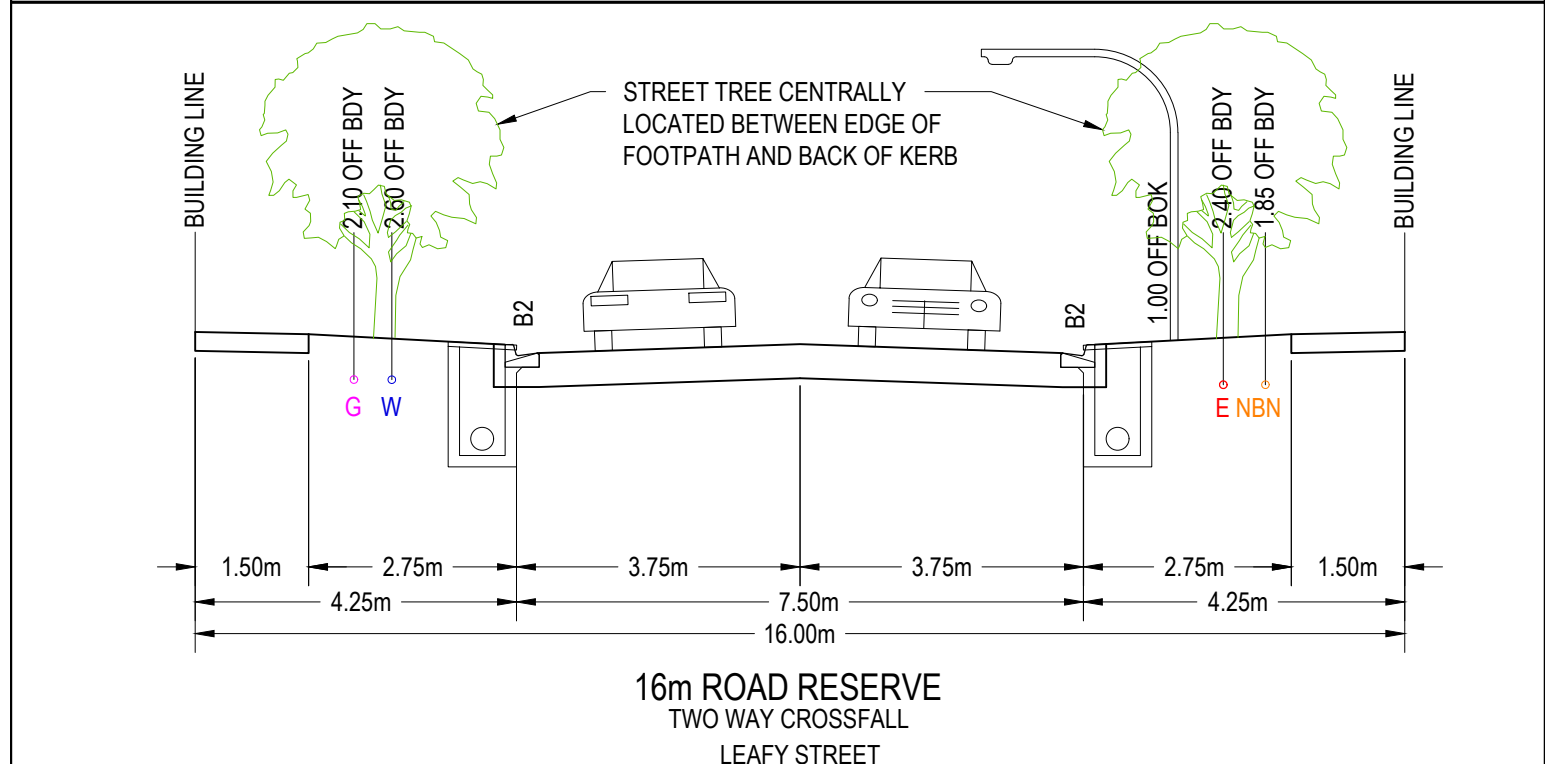 BUILDING LINE
2.10 OFF BDY
2.60 OFF BDY
STREET TREE CENTRALLY
LOCATED BETWEEN EDGE OF
FOOTPATH AND BACK OF KERB
1.00 OFF BOK
2.40 OFF BDY
1.85 OFF BDY
BUILDING LINE
B2
B2
G
W
E
NBN
1.50m
2.75m
3.75m
3.75m
2.75m
1.50m
4.25m
7.50m
4.25m
16.00m
16m ROAD RESERVE
TWO WAY CROSSFALL
LEAFY STREET